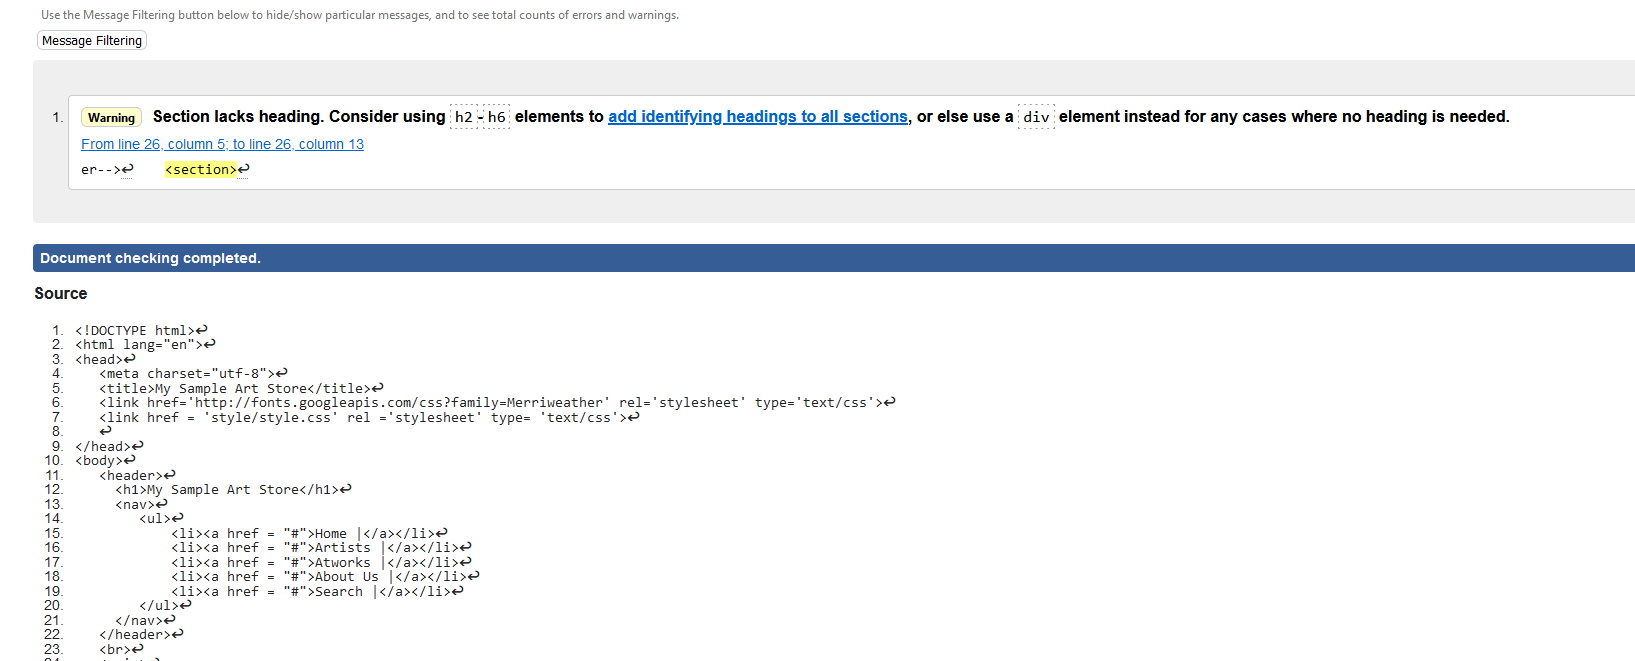 Use the Message Filtering button below to hide/show particular messages, and to see total counts of errors and warnings.
Message Filtering
1. Warning Section lacks heading. Consider using h2-h6 elements to add identifying headings to all sections, or else use a div element instead for any cases where no heading is needed.
From line 26, column 5; to line 26, column 13
er-->↩    <section>↩
Document checking completed.
Source
1. <!DOCTYPE html>↩
2. <html lang="en">↩
3. <head>↩
4.    <meta charset="utf-8">↩
5.    <title>My Sample Art Store</title>↩
6.    <link href='http://fonts.googleapis.com/css?family=Merriweather' rel='stylesheet' type='text/css'>↩
7.    <link href = 'style/style.css' rel ='stylesheet' type= 'text/css'>↩
8.    ↩
9. </head>↩
10. <body>↩
11.    <header>↩
12.      <h1>My Sample Art Store</h1>↩
13.      <nav>↩
14.         <ul>↩
15.             <li><a href = "#">Home |</a></li>↩
16.             <li><a href = "#">Artists |</a></li>↩
17.             <li><a href = "#">Atworks |</a></li>↩
18.             <li><a href = "#">About Us |</a></li>↩
19.             <li><a href = "#">Search |</a></li>↩
20.         </ul>↩
21.      </nav>↩
22.    </header>↩
23.    <br>↩